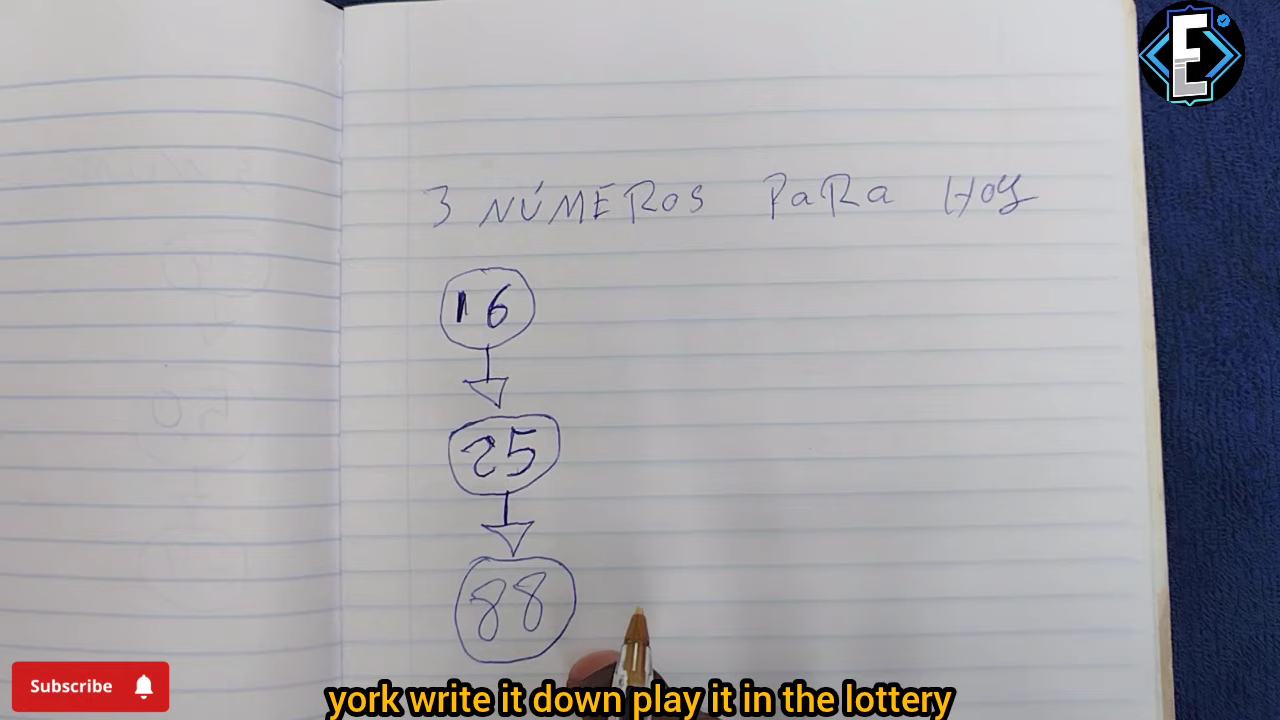 3 NÚMEROS PaRa HOY
16
25
88
Subscribe
york write it down play it in the lottery